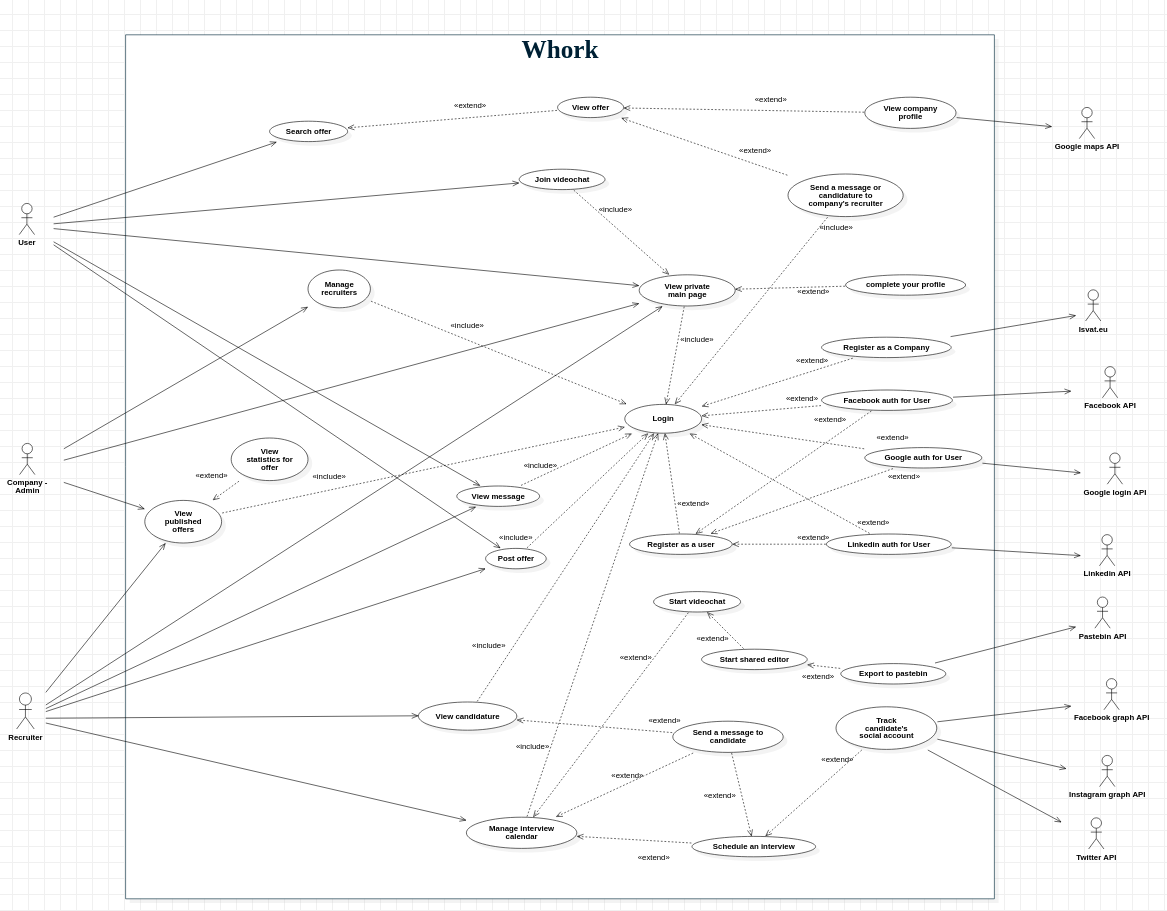 Whork
«extend»
View offer
«extend»
View company
profile
Search offer
Google maps API
«extend»
Join videochat
Send a message or
candidature to
company's recruiter
«include»
«include»
User
Manage
recruiters
View private
main page
complete your profile
«extend»
«include»
«include»
Isvat.eu
Register as a Company
«extend»
Facebook auth for User
«extend»
Facebook API
Login
«extend»
«extend»
View
statistics for
offer
Google auth for User
«include»
«extend»
«include»
«extend»
Company -
Admin
Google login API
View message
«extend»
View
published
offers
«extend»
«include»
Register as a user
«extend»
Linkedin auth for User
Post offer
Linkedin API
Start videochat
«extend»
Pastebin API
«include»
«extend»
Start shared editor
«extend»
Export to pastebin
View candidature
«extend»
Facebook graph API
Send a message to
candidate
Track
candidate's
social account
Recruiter
«include»
«extend»
«extend»
«extend»
Instagram graph API
Manage interview
calendar
Schedule an interview
«extend»
Twitter API